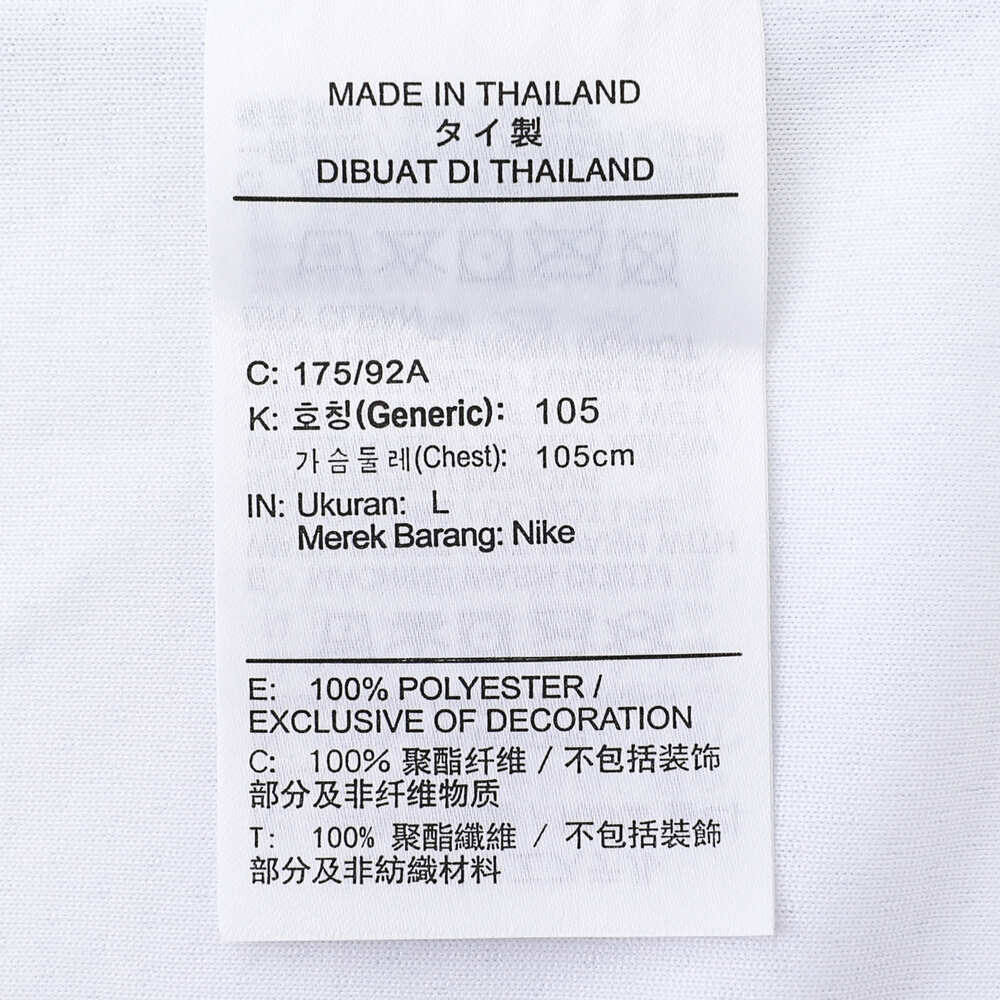 MADE IN THAILAND
タイ製
DIBUAT DI THAILAND
C: 175/92A
K: 호칭(Generic): 105
가슴둘레(Chest): 105cm
IN: Ukuran: L
Merek Barang: Nike
E: 100% POLYESTER /
EXCLUSIVE OF DECORATION
C: 100% 聚酯纤维 / 不包括装饰
部分及非纤维物质
T: 100% 聚酯纖維 / 不包括裝飾
部分及非紡織材料